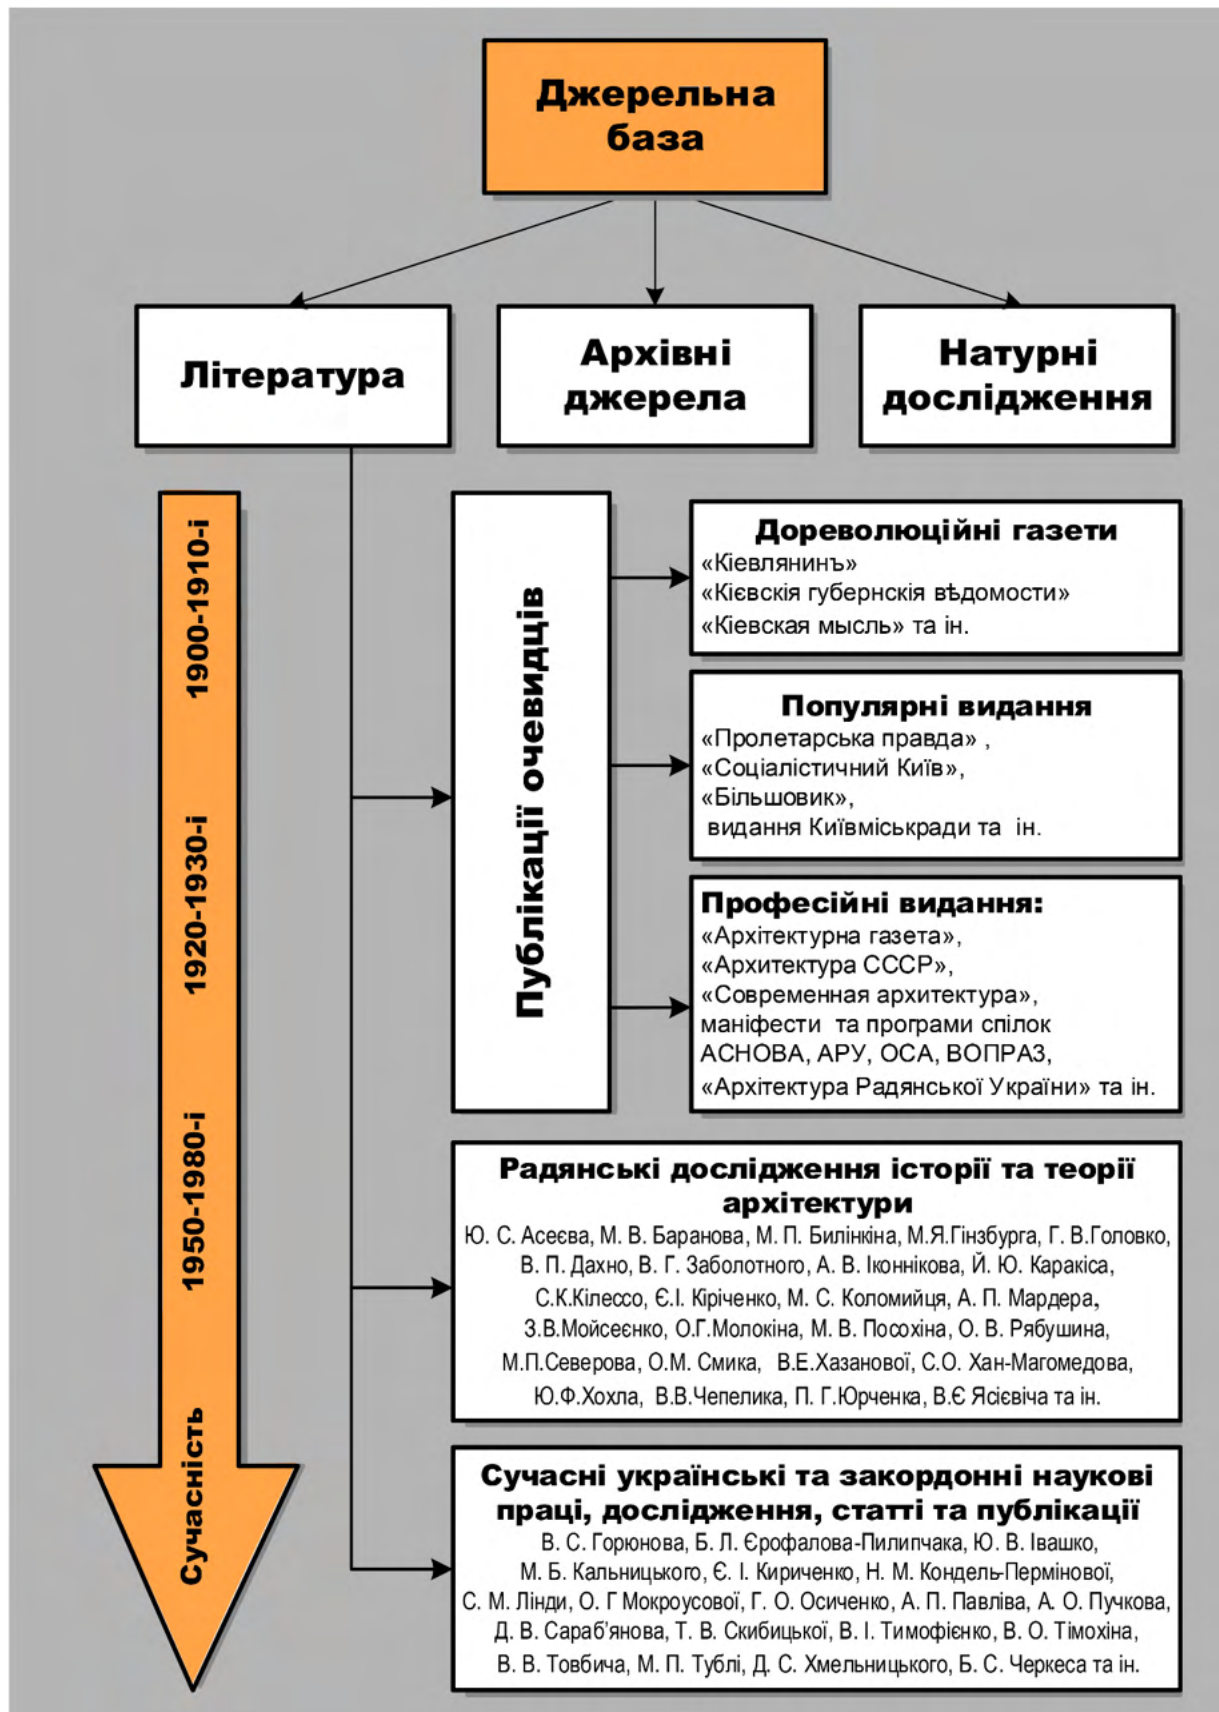 Джерельна
база
Література
Архівні
джерела
Натурні
дослідження
1900-1910-і
1920-1930-і
1950-1980-і
Сучасність
Публікації очевидців
Дореволюційні газети
«Кіевлянинъ»
«Кієвскія губернскія вѣдомости»
«Кіевская мысль» та ін.
Популярні видання
«Пролетарська правда» ,
«Соціалістичний Київ»,
«Більшовик»,
видання Київміськради та ін.
Професійні видання:
«Архітектурна газета»,
«Архитектура СССР»,
«Современная архитектура»,
маніфести та програми спілок
АСНОВА, АРУ, ОСА, ВОПРАЗ,
«Архітектура Радянської України» та ін.
Радянські дослідження історії та теорії
архітектури
Ю. С. Асеєва, М. В. Баранова, М. П. Билінкіна, М.Я.Гінзбурга, Г. В.Головко,
В. П. Дахно, В. Г. Заболотного, А. В. Іконнікова, Й. Ю. Каракіса,
С.К.Кілессо, Є.І. Кіріченко, М. С. Коломийця, А. П. Мардера,
З.В.Мойсеєнко, О.Г.Молокіна, М. В. Посохіна, О. В. Рябушина,
М.П.Северова, О.М. Смика, В.Е.Хазанової, С.О. Хан-Магомедова,
Ю.Ф.Хохла, В.В.Чепелика, П. Г.Юрченка, В.Є Ясієвіча та ін.
Сучасні українські та закордонні наукові
праці, дослідження, статті та публікації
В. С. Горюнова, Б. Л. Єрофалова-Пилипчака, Ю. В. Івашко,
М. Б. Кальницького, Є. І. Кириченко, Н. М. Кондель-Пермінової,
С. М. Лінди, О. Г Мокроусової, Г. О. Осиченко, А. П. Павліва, А. О. Пучкова,
Д. В. Сараб'янова, Т. В. Скибицької, В. І. Тимофієнко, В. О. Тімохіна,
В. В. Товбича, М. П. Тублі, Д. С. Хмельницького, Б. С. Черкеса та ін.